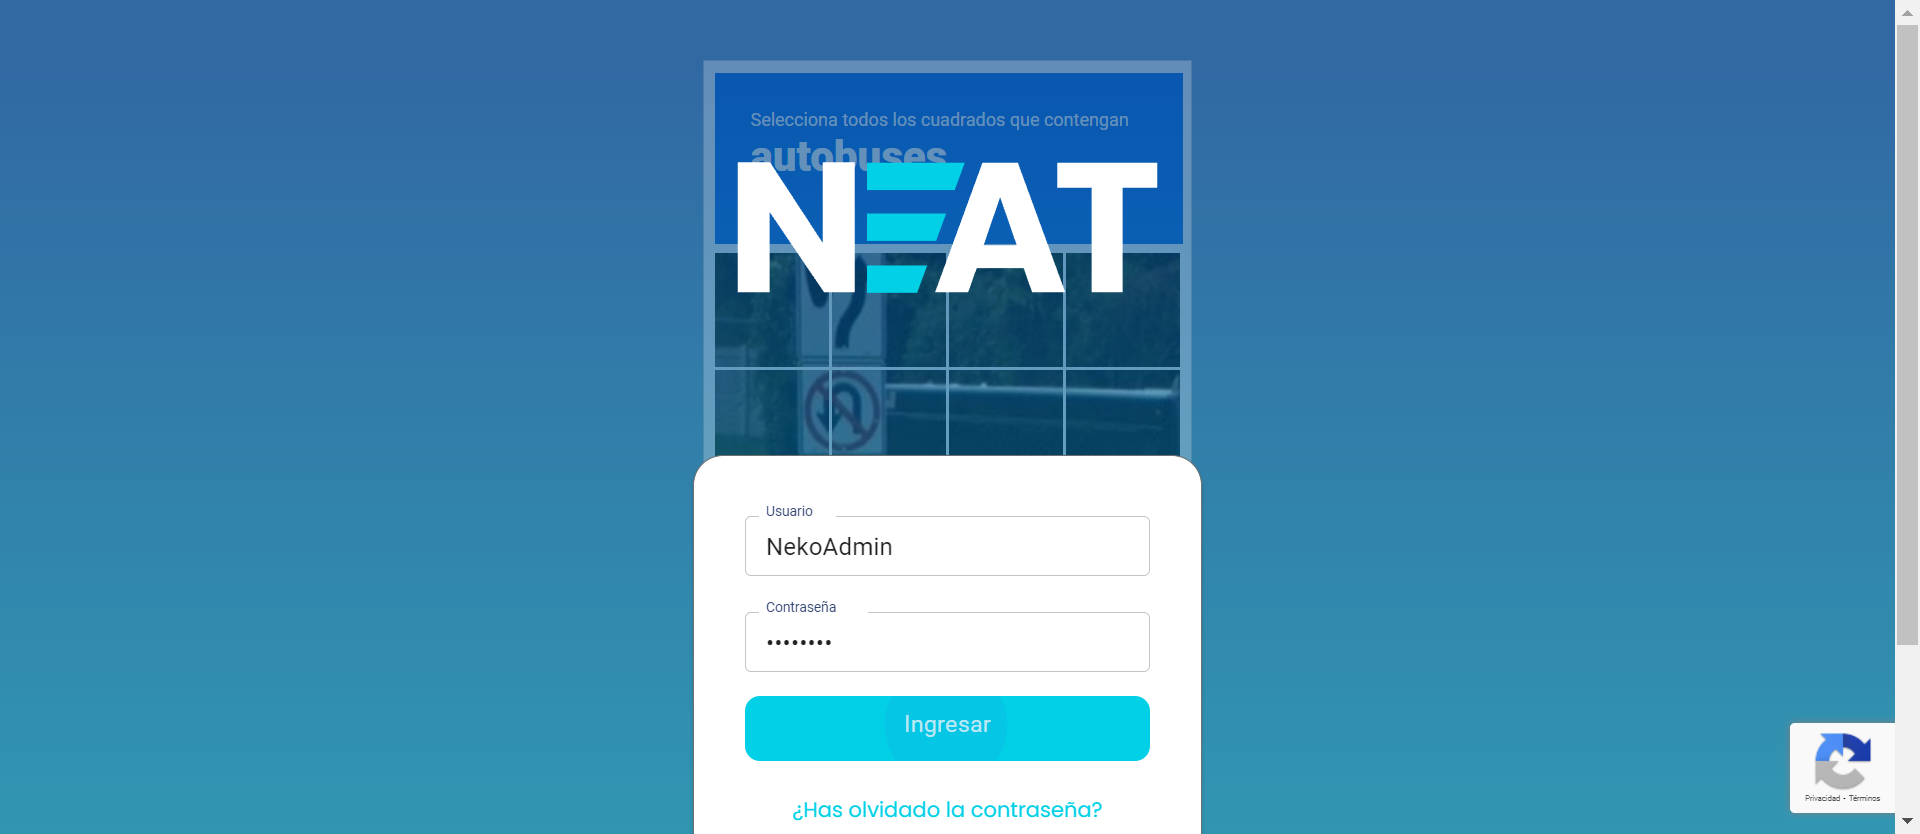 Selecciona todos los cuadrados que contengan
autobuses
NEAT
Usuario
NekoAdmin
Contraseña
••••••••
Ingresar
¿Has olvidado la contraseña?
Privacidad - Términos